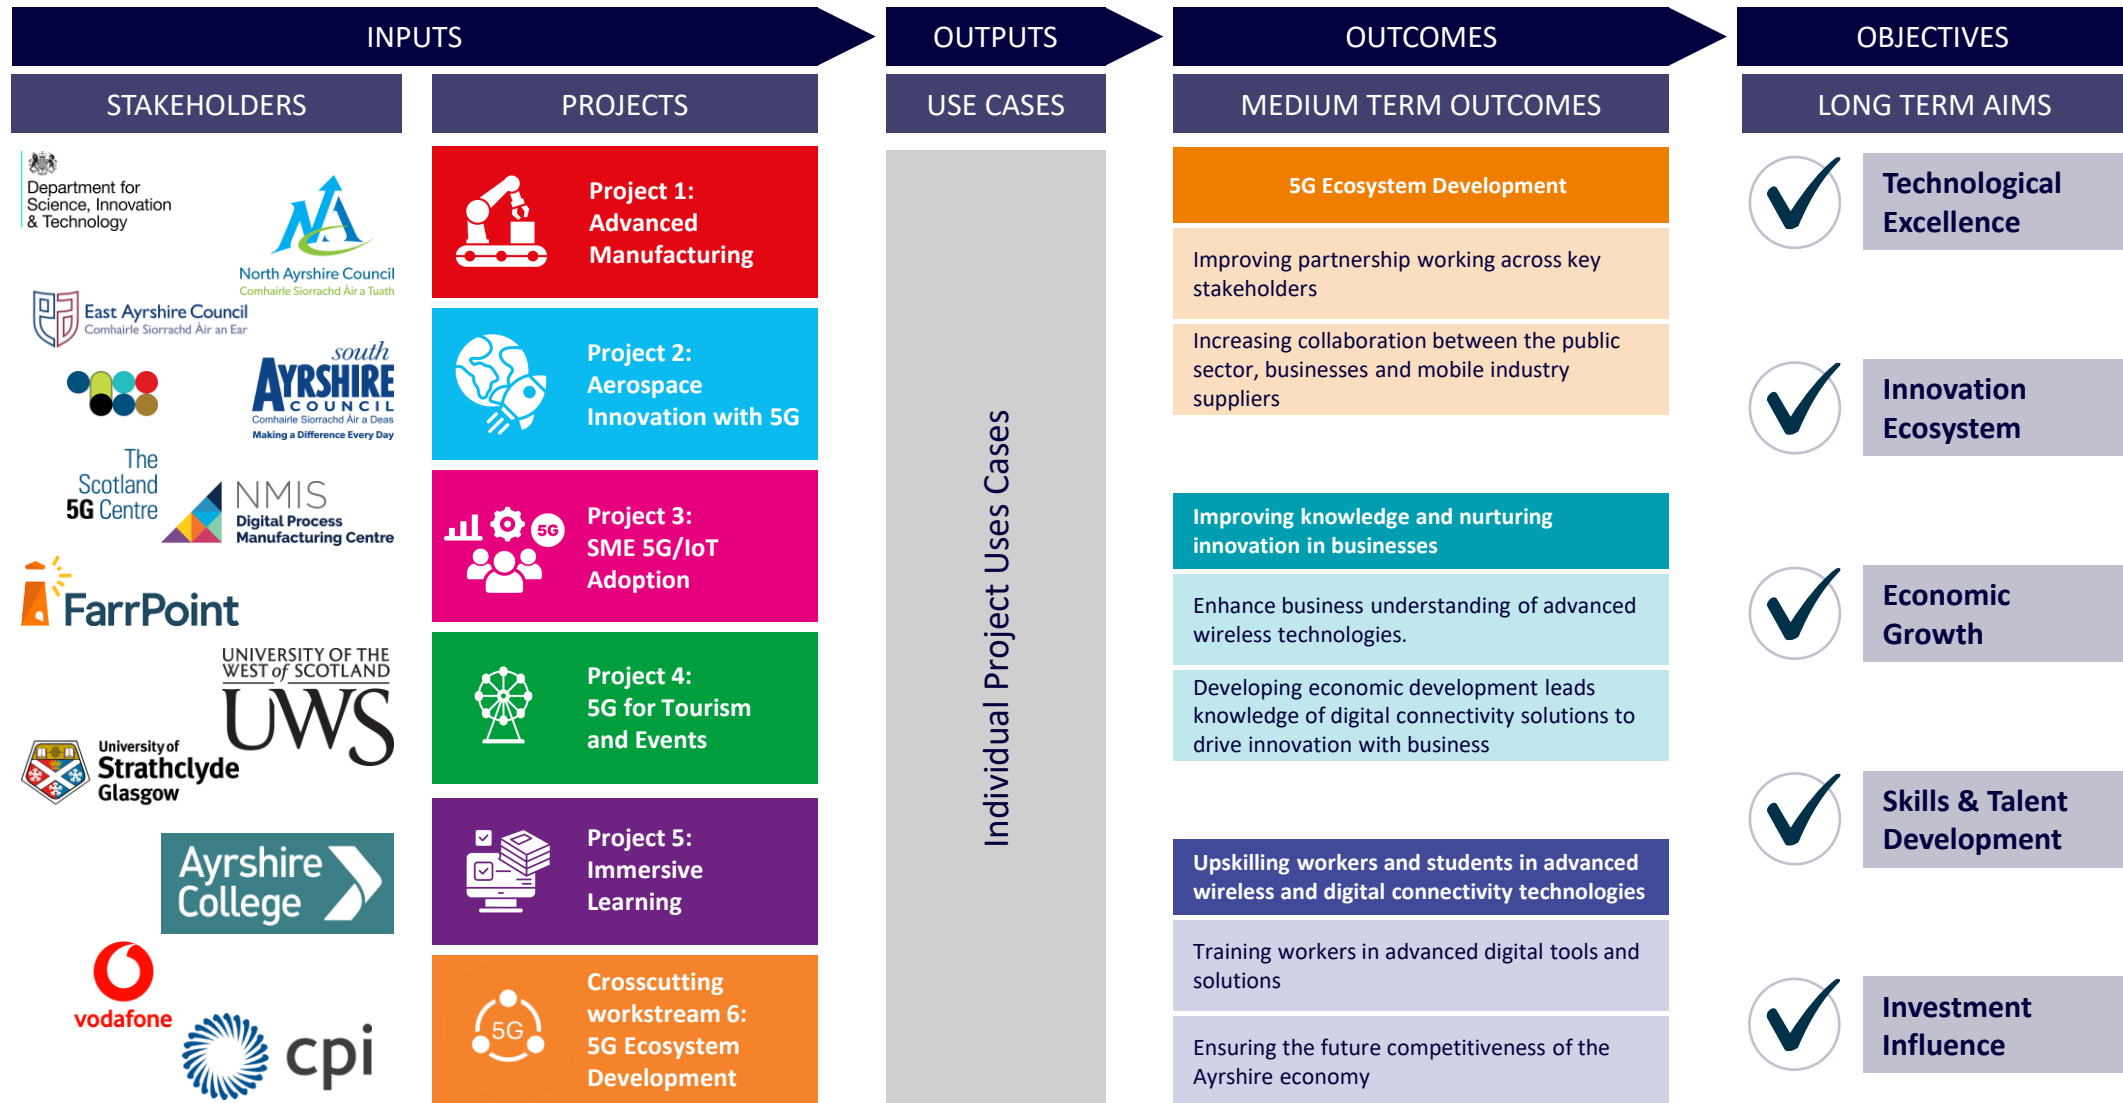 INPUTS
OUTPUTS
OUTCOMES
OBJECTIVES
STAKEHOLDERS
PROJECTS
USE CASES
MEDIUM TERM OUTCOMES
LONG TERM AIMS
Department for
Science, Innovation
& Technology
North Ayrshire Council
Comhairle Siorrachd Àir a Tuath
East Ayrshire Council
Comhairle Siorrachd Àir an Ear
south
AYRSHIRE
COUNCIL
Comhairle Siorrachd Àir a Deas
Making a Difference Every Day
The
Scotland
5G Centre
NMIS
Digital Process
Manufacturing Centre
FarrPoint
UNIVERSITY OF THE
WEST of SCOTLAND
UWS
University of
Strathclyde
Glasgow
Ayrshire
College
vodafone
cpi
Project 1:
Advanced
Manufacturing
Project 2:
Aerospace
Innovation with 5G
5G
Project 3:
SME 5G/IoT
Adoption
Project 4:
5G for Tourism
and Events
Project 5:
Immersive
Learning
5G
Crosscutting
workstream 6:
5G Ecosystem
Development
Individual Project Uses Cases
5G Ecosystem Development
Improving partnership working across key
stakeholders
Increasing collaboration between the public
sector, businesses and mobile industry
suppliers
Improving knowledge and nurturing
innovation in businesses
Enhance business understanding of advanced
wireless technologies.
Developing economic development leads
knowledge of digital connectivity solutions to
drive innovation with business
Upskilling workers and students in advanced
wireless and digital connectivity technologies
Training workers in advanced digital tools and
solutions
Ensuring the future competitiveness of the
Ayrshire economy
Technological
Excellence
Innovation
Ecosystem
Economic
Growth
Skills & Talent
Development
Investment
Influence